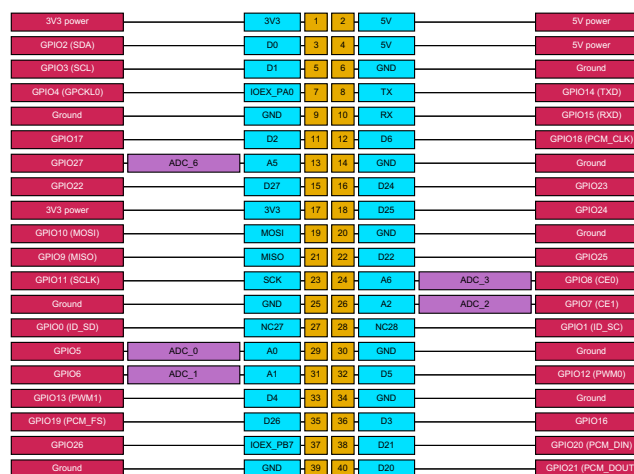 3V3 power 3V3 1 2 5V 5V power
GPIO2 (SDA) D0 3 4 5V 5V power
GPIO3 (SCL) D1 5 6 GND Ground
GPIO4 (GPCKL0) IOEX_PA0 7 8 TX GPIO14 (TXD)
Ground GND 9 10 RX GPIO15 (RXD)
GPIO17 D2 11 12 D6 GPIO18 (PCM_CLK)
GPIO27 ADC_6 A5 13 14 GND Ground
GPIO22 D27 15 16 D24 GPIO23
3V3 power 3V3 17 18 D25 GPIO24
GPIO10 (MOSI) MOSI 19 20 GND Ground
GPIO9 (MISO) MISO 21 22 D22 GPIO25
GPIO11 (SCLK) SCK 23 24 A6 ADC_3 GPIO8 (CE0)
Ground GND 25 26 A2 ADC_2 GPIO7 (CE1)
GPIO0 (ID_SD) NC27 27 28 NC28 GPIO1 (ID_SC)
GPIO5 ADC_0 A0 29 30 GND Ground
GPIO6 ADC_1 A1 31 32 D5 GPIO12 (PWM0)
GPIO13 (PWM1) D4 33 34 GND Ground
GPIO19 (PCM_FS) D26 35 36 D3 GPIO16
GPIO26 IOEX_PB7 37 38 D21 GPIO20 (PCM_DIN)
Ground GND 39 40 D20 GPIO21 (PCM_DOUT